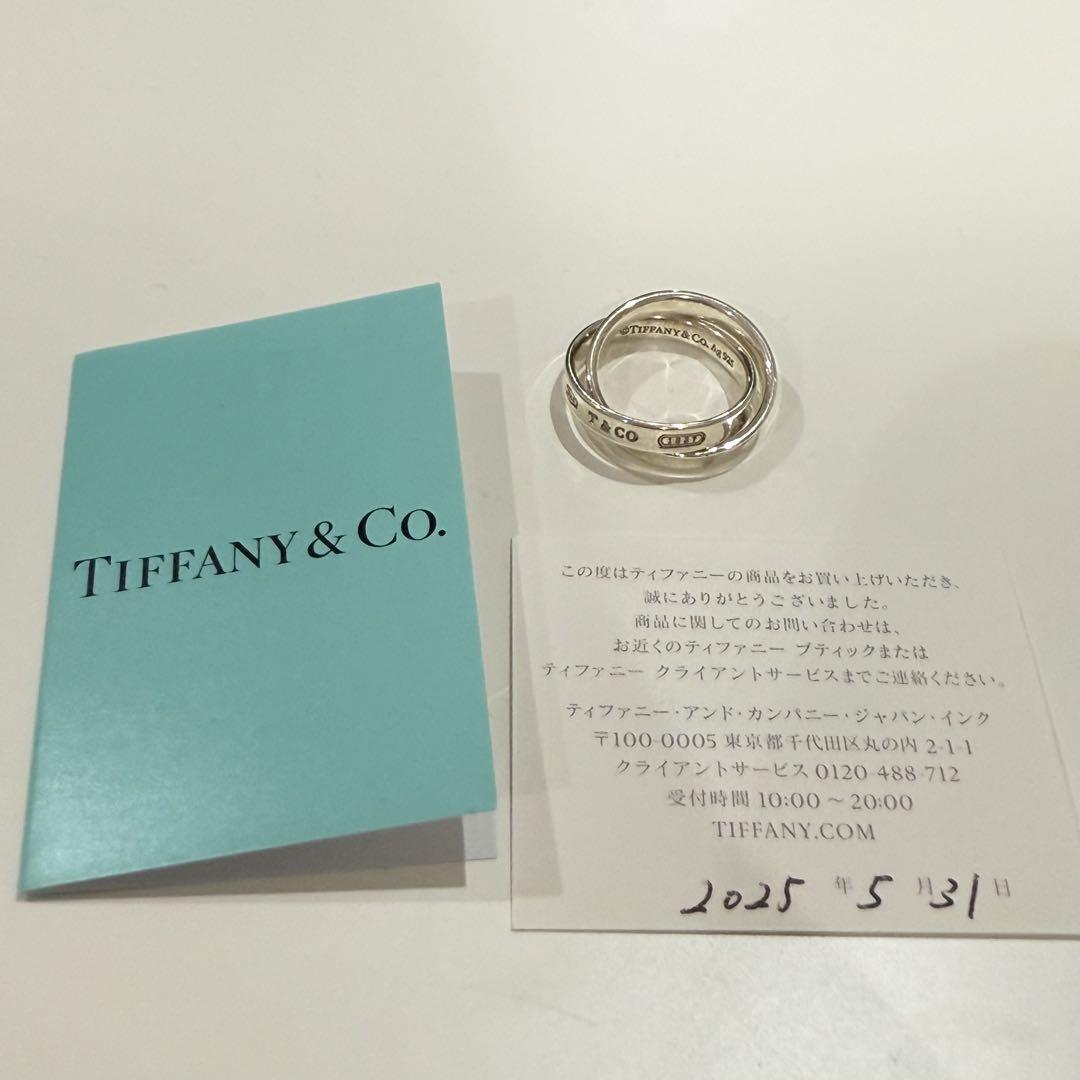 TIFFANY & CO.
©TIFFANY&CO. Ag 925
T & CO
1837
この度はティファニーの商品をお買い上げいただき、
誠にありがとうございました。
商品に関してのお問い合わせは、
お近くのティファニー ブティックまたは
ティファニー クライアントサービスまでご連絡ください。
ティファニー・アンド・カンパニー・ジャパン・インク
〒100-0005 東京都千代田区丸の内 2-1-1
クライアントサービス 0120-488-712
受付時間 10:00～20:00
TIFFANY.COM
2025 年 5 月 31 日